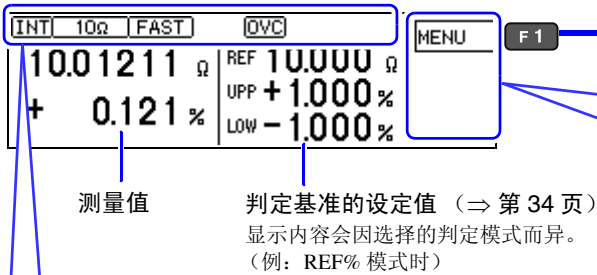 INT 10Ω FAST OVC
MENU F 1
10.01211 Ω REF 10.000 Ω
+ 0.121 % UPP + 1.000 %
LOW − 1.000 %
测量值 判定基准的设定值 （⇒ 第 34 页）
显示内容会因选择的判定模式而异。
（例：REF% 模式时）